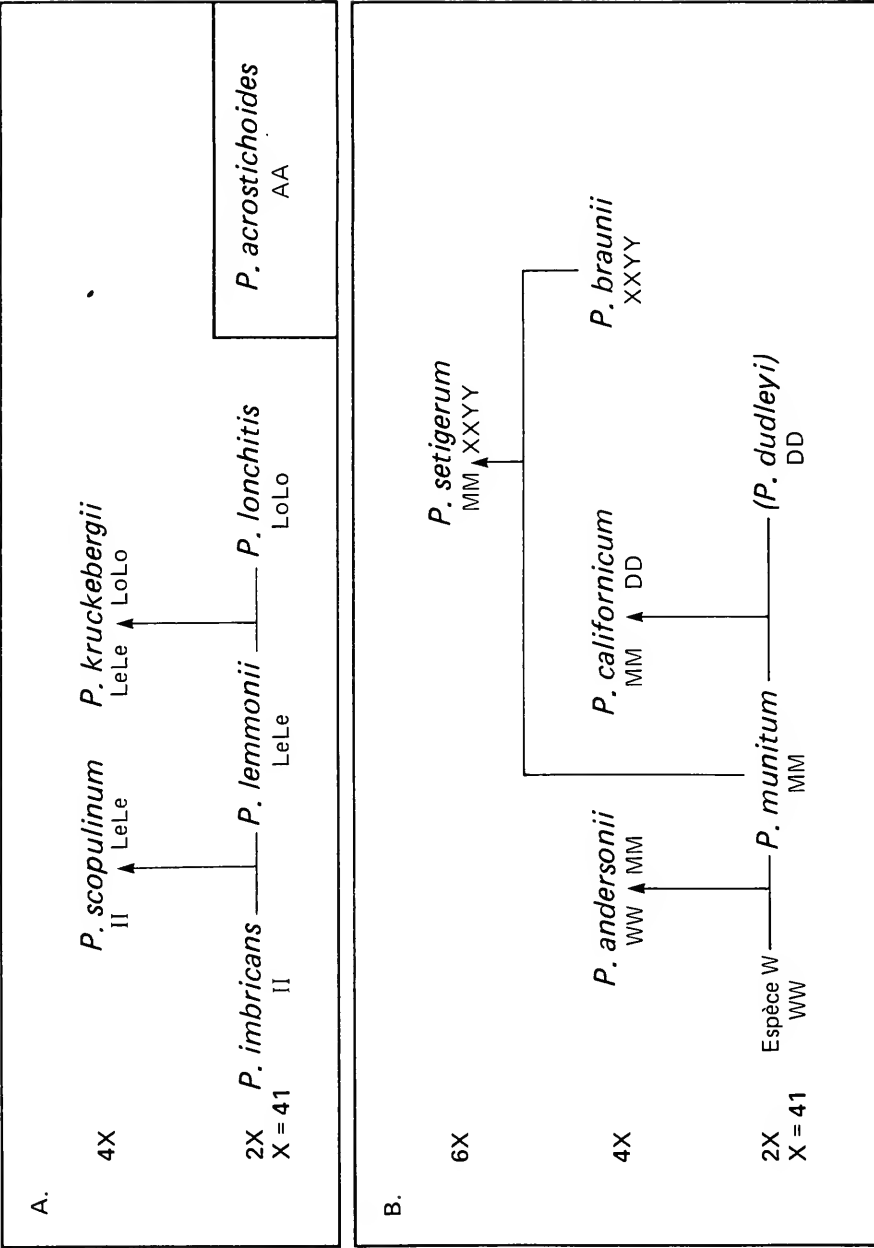 A.
P. scopulinum
II LeLe
P. kruckebergii
LeLe LoLo
4X
P. imbricans
II
P. lemmonii
LeLe
P. lonchitis
LoLo
P. acrostichoides
AA
2X
X = 41
B.
6X
P. setigerum
MM XXYY
4X
P. andersonii
WW MM
P. californicum
MM DD
P. braunii
XXYY
2X
X = 41
Espèce W
WW
P. munitum
MM
(P. dudleyi)
DD